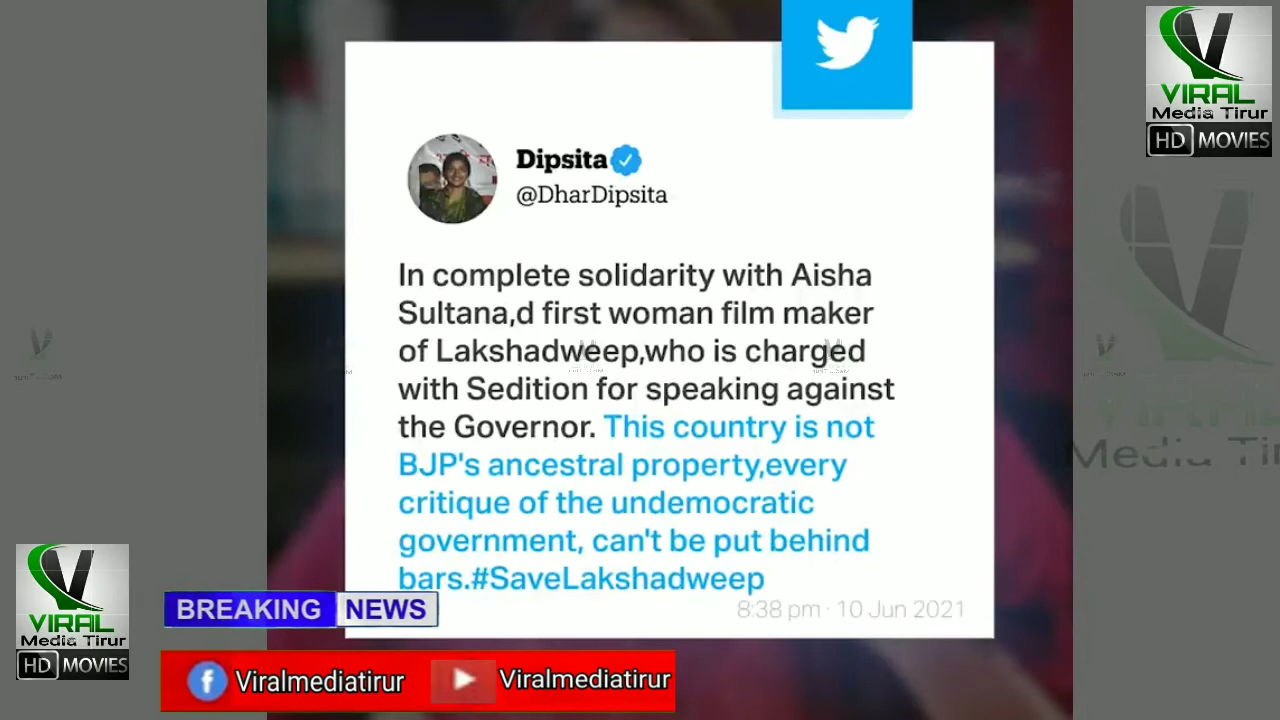 VIRAL
Media Tirur
HD MOVIES
Dipsita
@DharDipsita
In complete solidarity with Aisha
Sultana,d first woman film maker
of Lakshadweep,who is charged
with Sedition for speaking against
the Governor. This country is not
BJP's ancestral property,every
critique of the undemocratic
government, can't be put behind
bars.#SaveLakshadweep
8:38 pm · 10 Jun 2021
Media Ti
VIRAL
Media Tirur
HD MOVIES
BREAKING NEWS
Viralmediatirur
Viralmediatirur